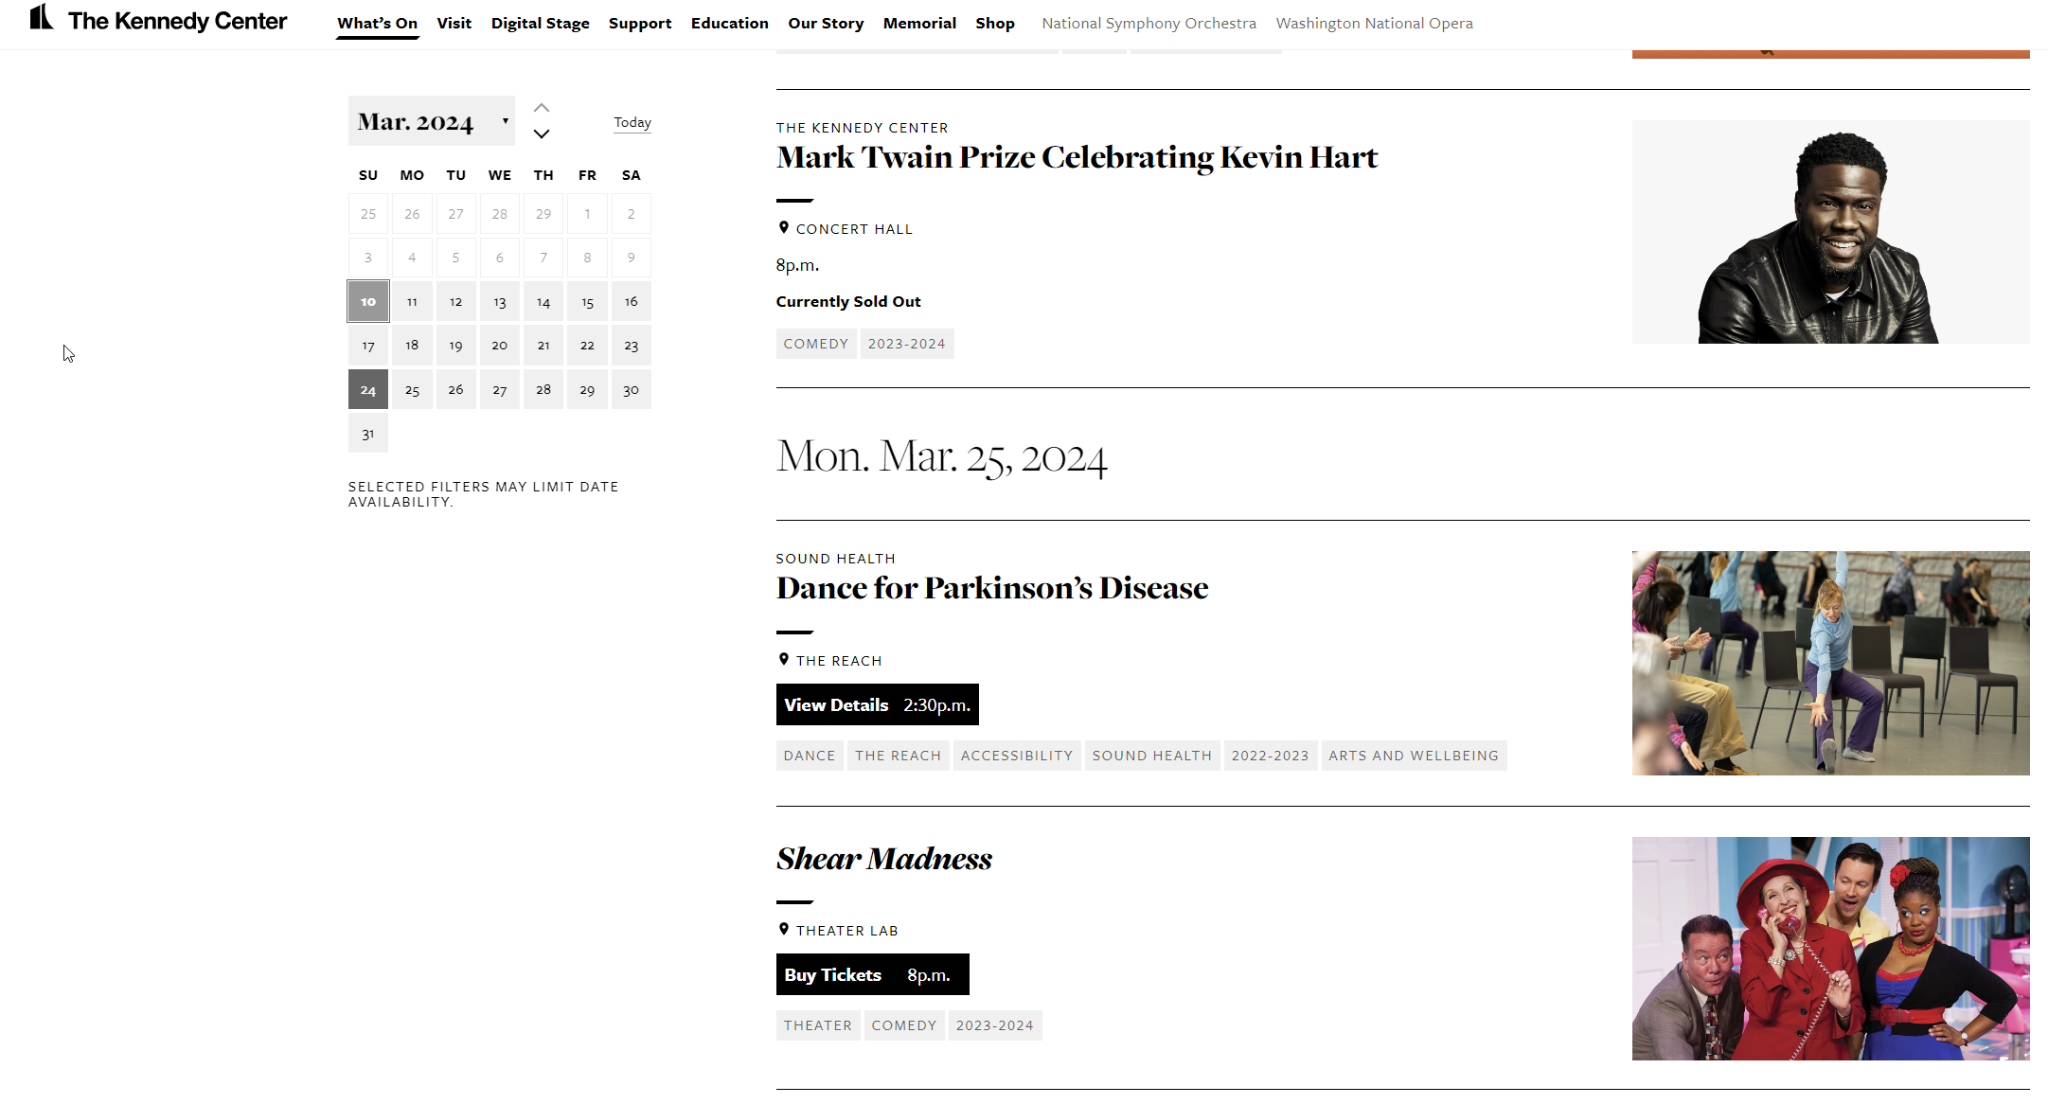 The Kennedy Center
What's On Visit Digital Stage Support Education Our Story Memorial Shop National Symphony Orchestra Washington National Opera
Mar. 2024
Today
SU MO TU WE TH FR SA
25 26 27 28 29 1 2
3 4 5 6 7 8 9
10 11 12 13 14 15 16
17 18 19 20 21 22 23
24 25 26 27 28 29 30
31
SELECTED FILTERS MAY LIMIT DATE
AVAILABILITY.
THE KENNEDY CENTER
Mark Twain Prize Celebrating Kevin Hart
CONCERT HALL
8p.m.
Currently Sold Out
COMEDY 2023-2024
Mon. Mar. 25, 2024
SOUND HEALTH
Dance for Parkinson's Disease
THE REACH
View Details 2:30p.m.
DANCE THE REACH ACCESSIBILITY SOUND HEALTH 2022-2023 ARTS AND WELLBEING
Shear Madness
THEATER LAB
Buy Tickets 8p.m.
THEATER COMEDY 2023-2024